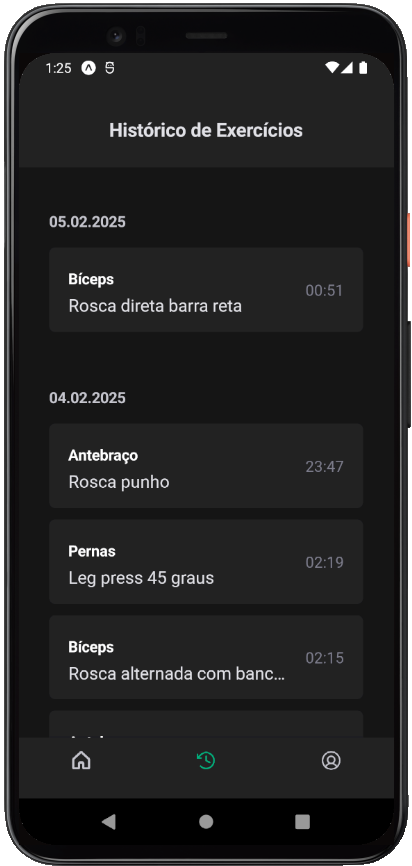 1:25
Histórico de Exercícios
05.02.2025
Bíceps
Rosca direta barra reta
00:51
04.02.2025
Antebraço
Rosca punho
23:47
Pernas
Leg press 45 graus
02:19
Bíceps
Rosca alternada com banc...
02:15